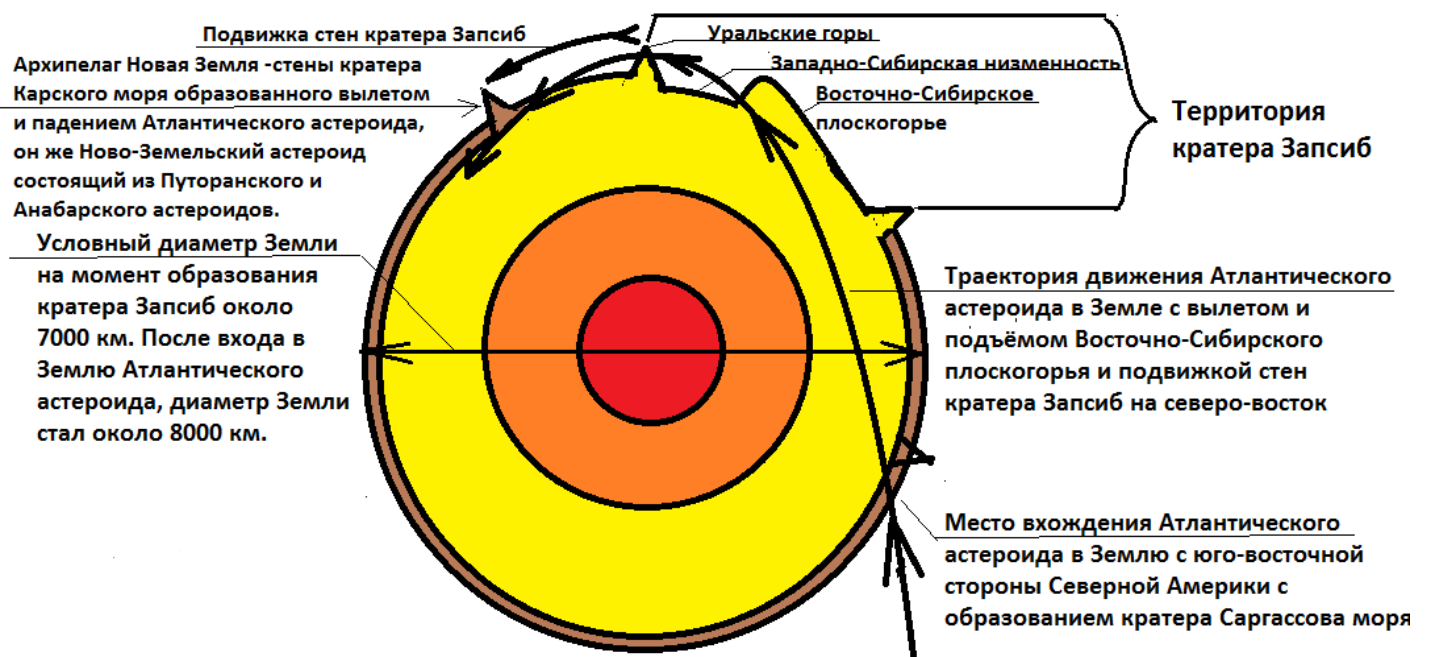 Подвижка стен кратера Запсиб
Уральские горы
Архипелаг Новая Земля -стены кратера
Карского моря образованного вылетом
и падением Атлантического астероида,
он же Ново-Земельский астероид
состоящий из Путоранского и
Анабарского астероидов.
Западно-Сибирская низменность
Восточно-Сибирское
плоскогорье
Территория
кратера Запсиб
Условный диаметр Земли
на момент образования
кратера Запсиб около
7000 км. После входа в
Землю Атлантического
астероида, диаметр Земли
стал около 8000 км.
Траектория движения Атлантического
астероида в Земле с вылетом и
подъёмом Восточно-Сибирского
плоскогорья и подвижкой стен
кратера Запсиб на северо-восток
Место вхождения Атлантического
астероида в Землю с юго-восточной
стороны Северной Америки с
образованием кратера Саргассова моря